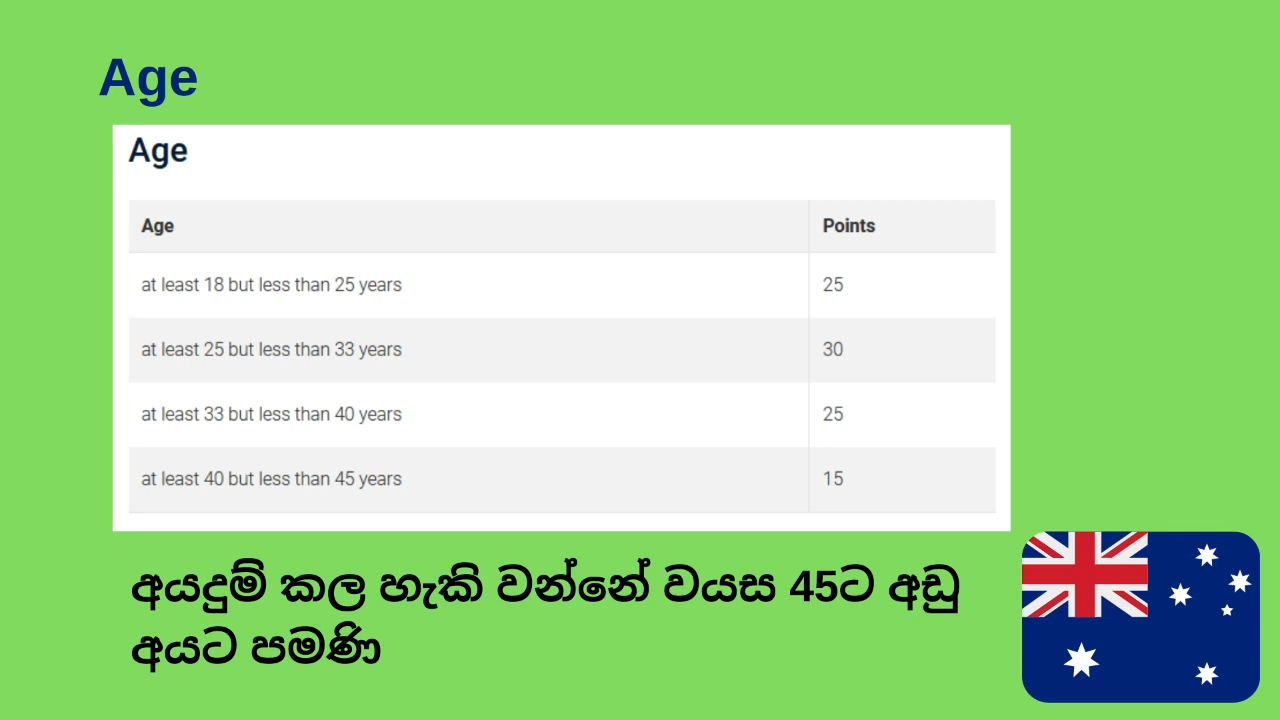 Age
Age
Age Points
at least 18 but less than 25 years 25
at least 25 but less than 33 years 30
at least 33 but less than 40 years 25
at least 40 but less than 45 years 15
අයදුම් කල හැකි වන්නේ වයස 45ට අඩු
අයට පමණි